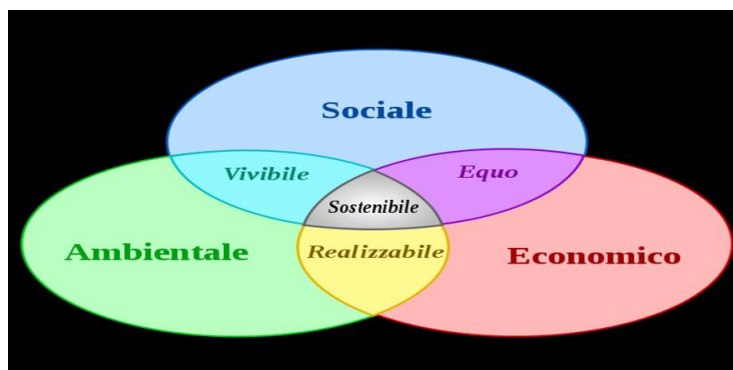 Sociale
Vivibile
Equo
Sostenibile
Ambientale
Realizzabile
Economico